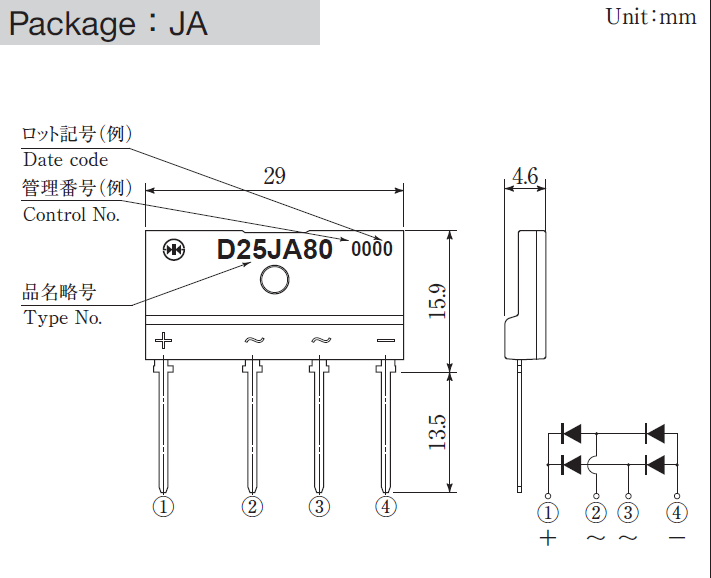 Package：JA
Unit：mm
ロット記号（例）
Date code
管理番号（例）
Control No.
29
4.6
D25JA80 0000
品名略号
Type No.
15.9
+ ～ ～ −
13.5
① ② ③ ④
① ② ③ ④
+ ～ ～ −